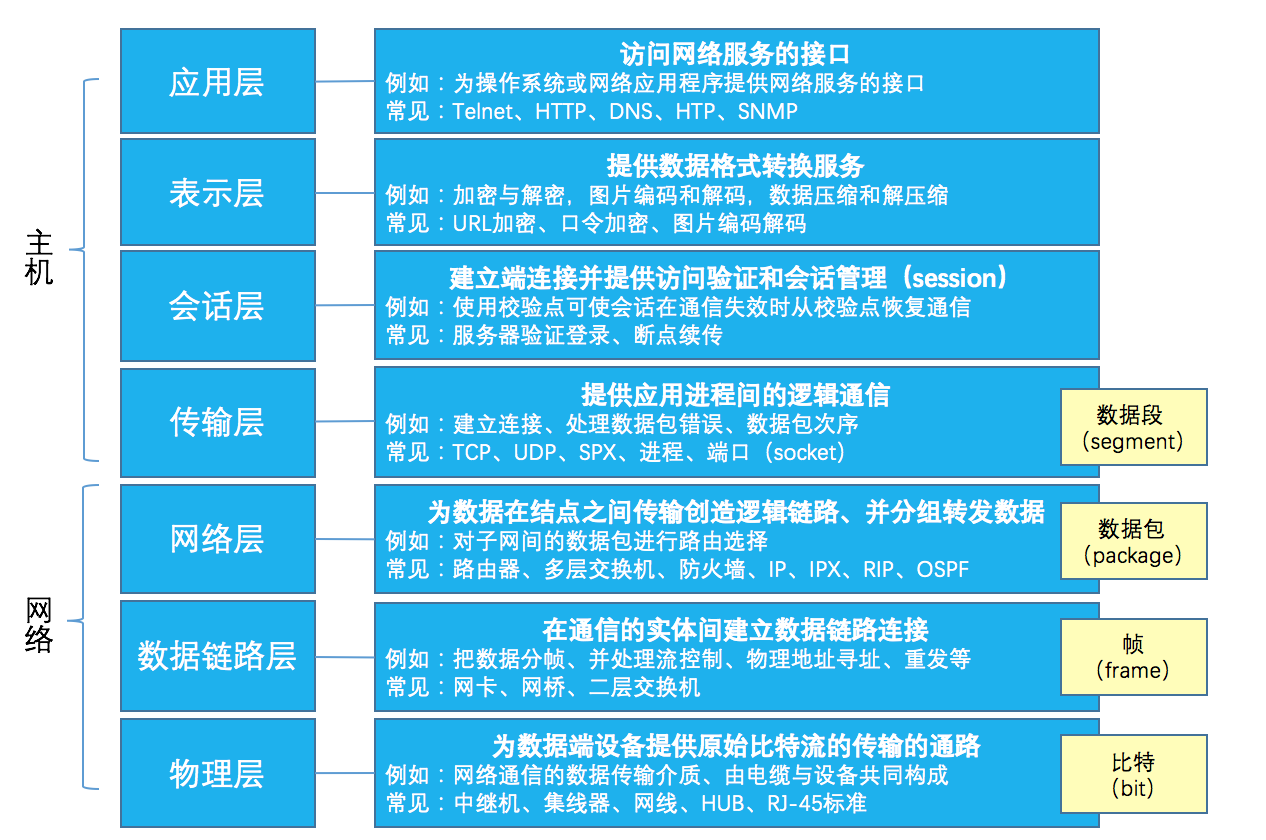 主机
应用层
访问网络服务的接口
例如：为操作系统或网络应用程序提供网络服务的接口
常见：Telnet、HTTP、DNS、HTP、SNMP
表示层
提供数据格式转换服务
例如：加密与解密，图片编码和解码，数据压缩和解压缩
常见：URL加密、口令加密、图片编码解码
会话层
建立端连接并提供访问验证和会话管理（session）
例如：使用校验点可使会话在通信失效时从校验点恢复通信
常见：服务器验证登录、断点续传
传输层
提供应用进程间的逻辑通信
例如：建立连接、处理数据包错误、数据包次序
常见：TCP、UDP、SPX、进程、端口（socket）
数据段
（segment）
网络
网络层
为数据在结点之间传输创造逻辑链路、并分组转发数据
例如：对子网间的数据包进行路由选择
常见：路由器、多层交换机、防火墙、IP、IPX、RIP、OSPF
数据包
（package）
数据链路层
在通信的实体间建立数据链路连接
例如：把数据分帧、并处理流控制、物理地址寻址、重发等
常见：网卡、网桥、二层交换机
帧
（frame）
物理层
为数据端设备提供原始比特流的传输的通路
例如：网络通信的数据传输介质、由电缆与设备共同构成
常见：中继机、集线器、网线、HUB、RJ-45标准
比特
（bit）